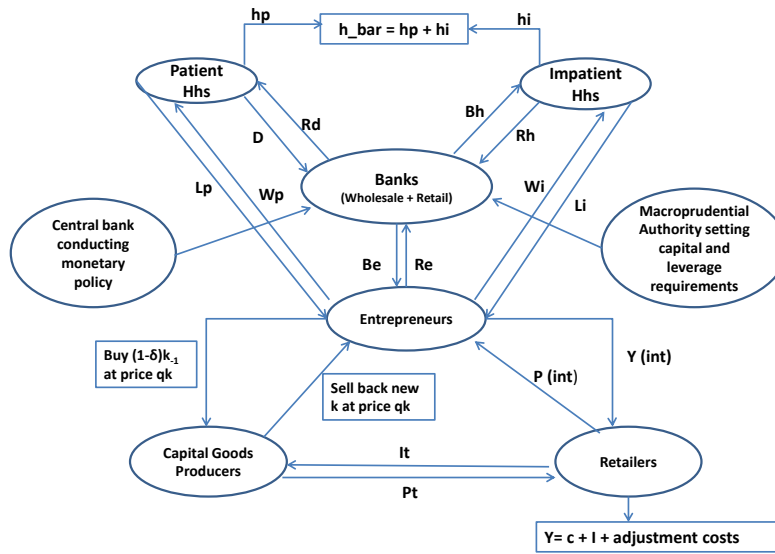 hp
h_bar = hp + hi
hi
Patient
Hhs
Impatient
Hhs
Rd
D
Bh
Rh
Banks
(Wholesale + Retail)
Lp
Wp
Wi
Li
Central bank
conducting
monetary
policy
Macroprudential
Authority setting
capital and
leverage
requirements
Be
Re
Entrepreneurs
Buy (1-δ)k-1
at price qk
Sell back new
k at price qk
P (int)
Y (int)
Capital Goods
Producers
It
Pt
Retailers
Y= c + I + adjustment costs